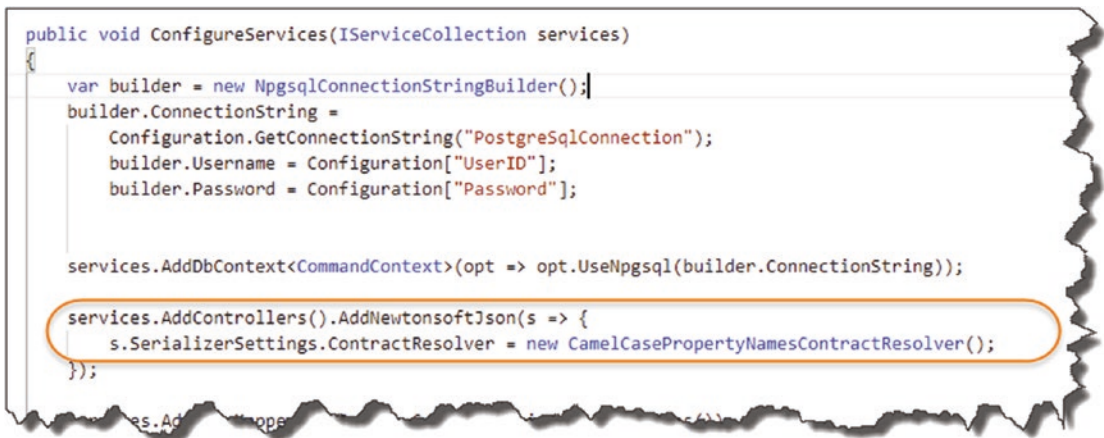 public void ConfigureServices(IServiceCollection services)
{
var builder = new NpgsqlConnectionStringBuilder();
builder.ConnectionString =
Configuration.GetConnectionString("PostgreSqlConnection");
builder.Username = Configuration["UserID"];
builder.Password = Configuration["Password"];
services.AddDbContext<CommandContext>(opt => opt.UseNpgsql(builder.ConnectionString));
services.AddControllers().AddNewtonsoftJson(s => {
s.SerializerSettings.ContractResolver = new CamelCasePropertyNamesContractResolver();
});